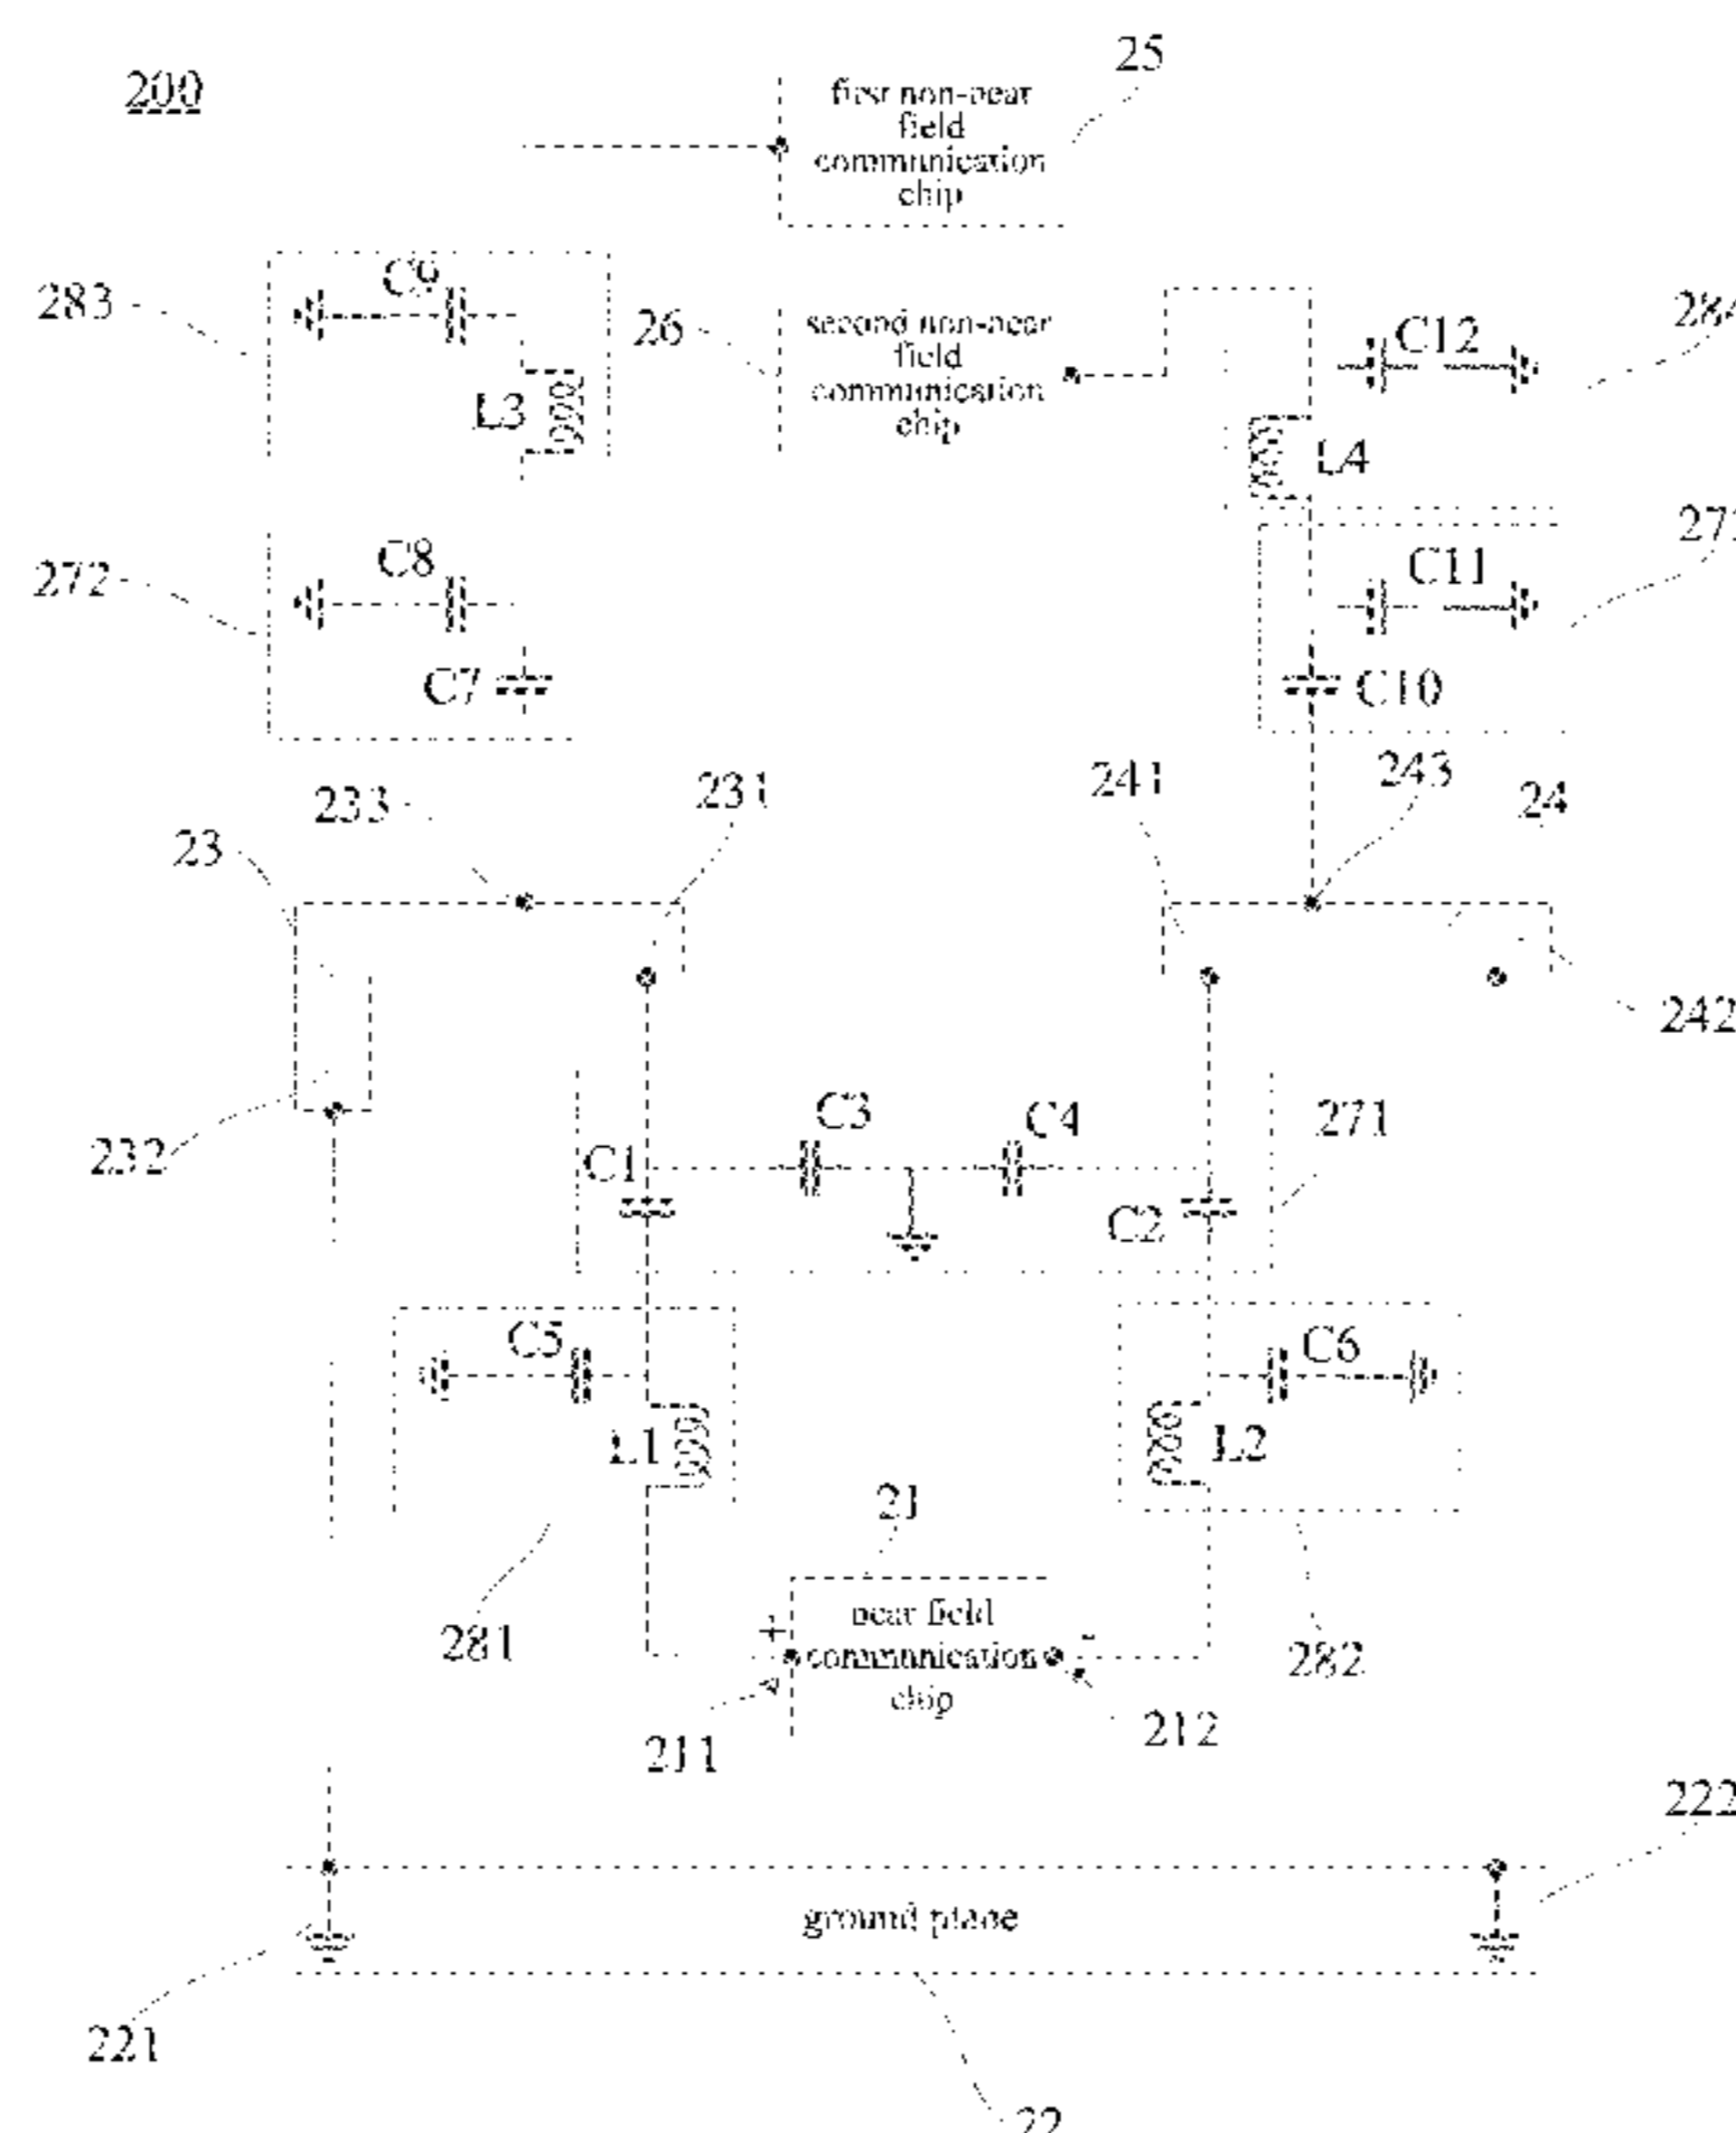 200
25
first non-near
field
communication
chip
283
C9
L3
26
second non-near
field
communication
chip
C12
L4
272
C8
C7
C11
C10
233
231
23
241
243
24
242
232
C1
C3
C4
C2
271
C5
L1
C6
L2
281
21
282
+
near field
-
communication
chip
211
212
222
ground plane
221
22